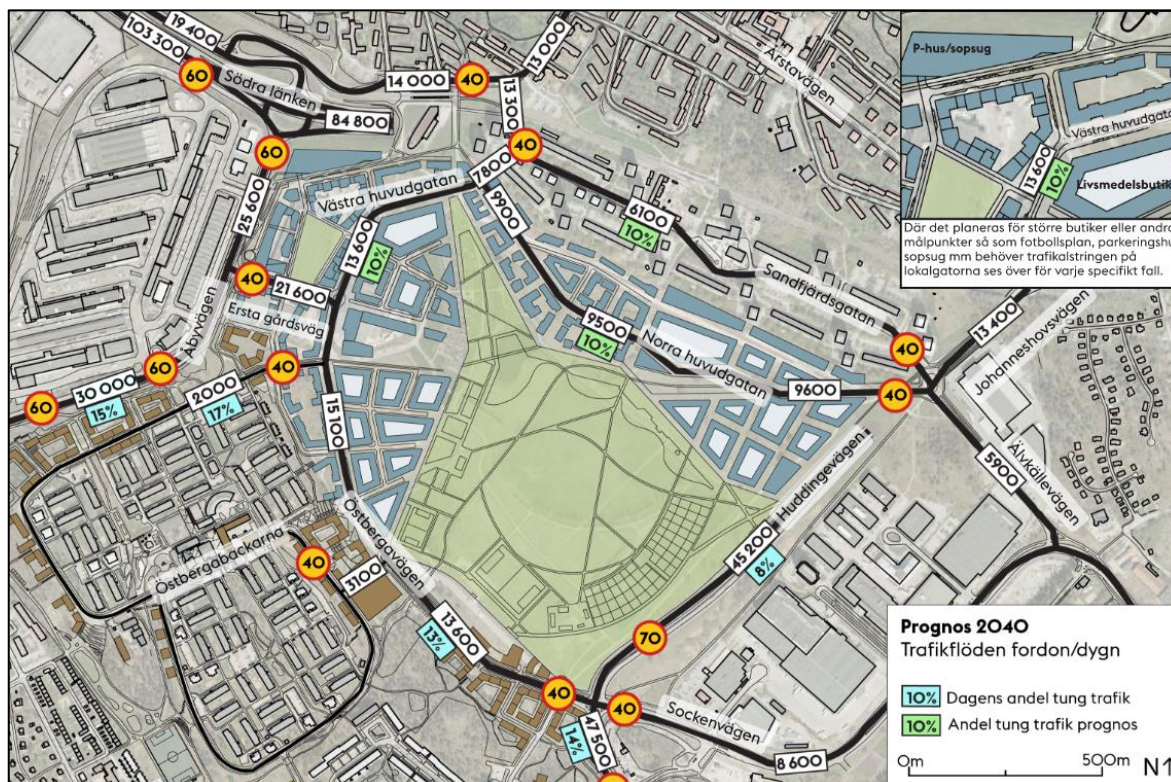 19 400
103 300
60
Södra länken
84 800
14 000
40
13 000
13 300
40
Årstavägen
60
25 600
Västra huvudgatan
7800
9900
6100
10%
13 600
10%
40
21 600
Ersta gårdsväg
Åbyvägen
Sandfjärdsgatan
9500
10%
Norra huvudgatan
9600
40
40
13 400
Johanneshovsvägen
60
60
30 000
15%
2000
17%
40
15 100
5900
Älvkällevägen
Huddingevägen
45 200
8%
Östbergabackarna
40
3100
Östbergavägen
13 600
13%
70
40
40
47 500
14%
Sockenvägen
8 600
P-hus/sopsug
Västra huvudgata
13 600
10%
Livsmedelsbutik
Där det planeras för större butiker eller andra
målpunkter så som fotbollsplan, parkeringshu
sopsug mm behöver trafikalstringen på
lokalgatorna ses över för varje specifikt fall.
Prognos 2040
Trafikflöden fordon/dygn
10% Dagens andel tung trafik
10% Andel tung trafik prognos
0m 500m N1